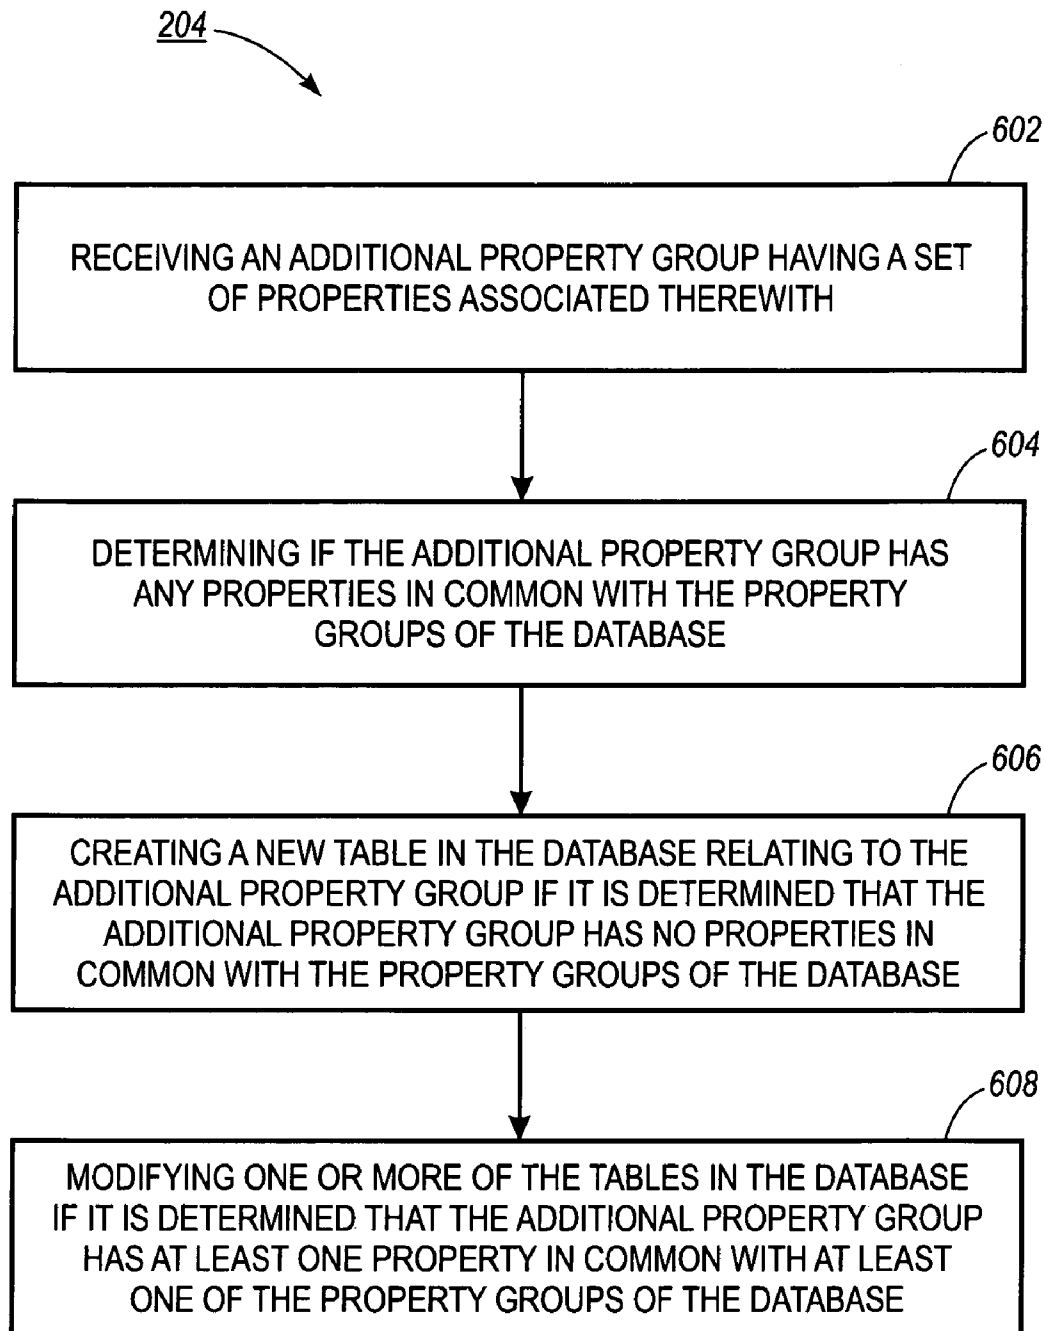 204
602
RECEIVING AN ADDITIONAL PROPERTY GROUP HAVING A SET
OF PROPERTIES ASSOCIATED THEREWITH
604
DETERMINING IF THE ADDITIONAL PROPERTY GROUP HAS
ANY PROPERTIES IN COMMON WITH THE PROPERTY
GROUPS OF THE DATABASE
606
CREATING A NEW TABLE IN THE DATABASE RELATING TO THE
ADDITIONAL PROPERTY GROUP IF IT IS DETERMINED THAT THE
ADDITIONAL PROPERTY GROUP HAS NO PROPERTIES IN
COMMON WITH THE PROPERTY GROUPS OF THE DATABASE
608
MODIFYING ONE OR MORE OF THE TABLES IN THE DATABASE
IF IT IS DETERMINED THAT THE ADDITIONAL PROPERTY GROUP
HAS AT LEAST ONE PROPERTY IN COMMON WITH AT LEAST
ONE OF THE PROPERTY GROUPS OF THE DATABASE